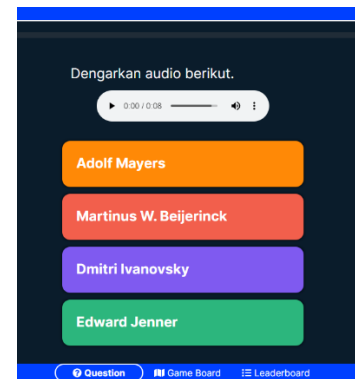 Dengarkan audio berikut.
0:00 / 0:08
Adolf Mayers
Martinus W. Beijerinck
Dmitri Ivanovsky
Edward Jenner
Question
Game Board
Leaderboard